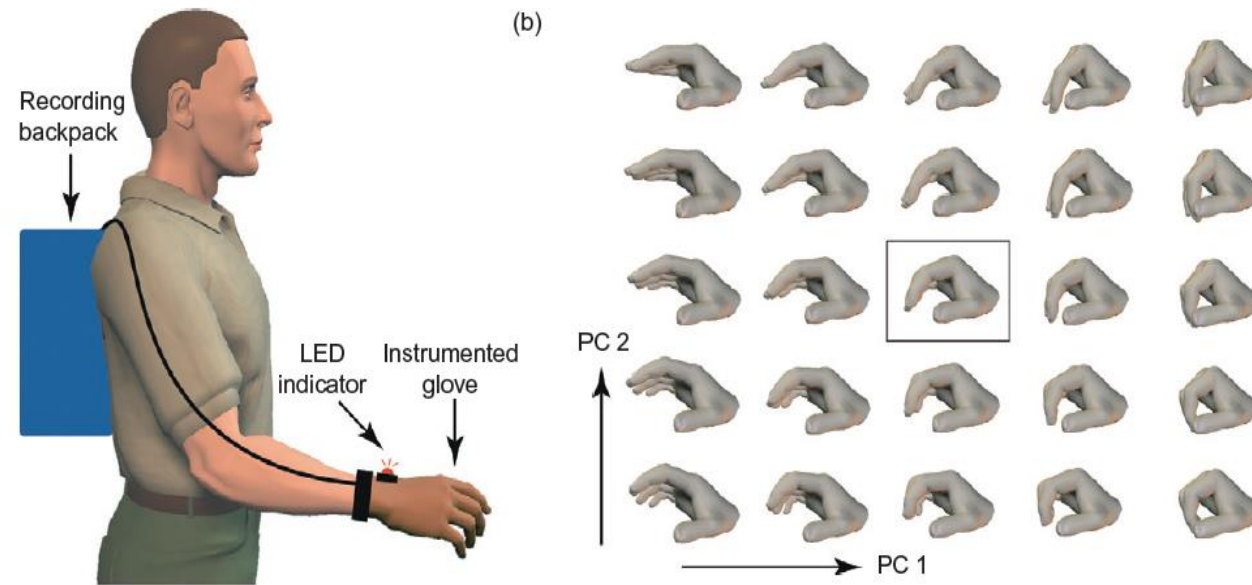 (b)
Recording
backpack
LED
indicator
Instrumented
glove
PC 2
PC 1